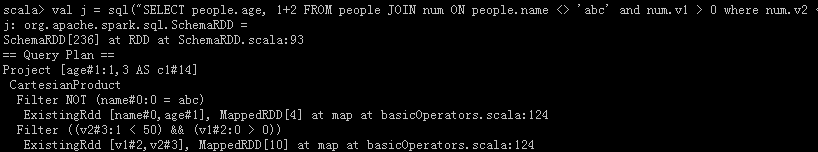 scala> val j = sql("SELECT people.age, 1+2 FROM people JOIN num ON people.name <> 'abc' and num.v1 > 0 where num.v2 <
j: org.apache.spark.sql.SchemaRDD =
SchemaRDD[236] at RDD at SchemaRDD.scala:93
== Query Plan ==
Project [age#1:1,3 AS c1#14]
 CartesianProduct
  Filter NOT (name#0:0 = abc)
   ExistingRdd [name#0,age#1], MappedRDD[4] at map at basicOperators.scala:124
  Filter ((v2#3:1 < 50) && (v1#2:0 > 0))
   ExistingRdd [v1#2,v2#3], MappedRDD[10] at map at basicOperators.scala:124